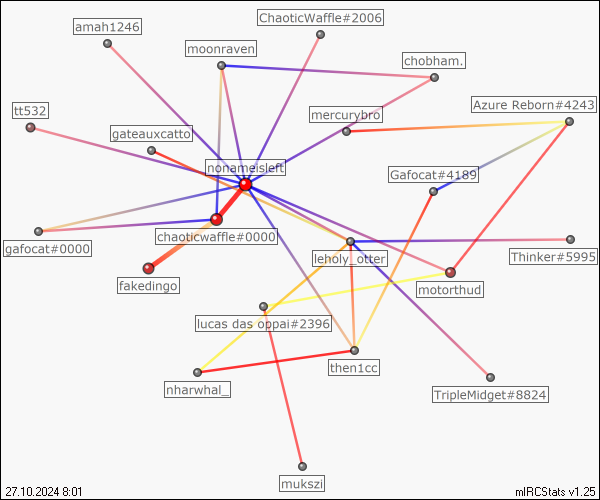 ChaoticWaffle#2006
amah1246
moonraven
chobham.
Azure Reborn#4243
tt532
mercurybro
gateauxcatto
nonameisleft
Gafocat#4189
chaoticwaffle#0000
gafocat#0000
leholy_otter
Thinker#5995
fakedingo
motorthud
lucas das oppai#2396
then1cc
nharwhal_
TripleMidget#8824
mukszi
27.10.2024 8:01
mIRCStats v1.25